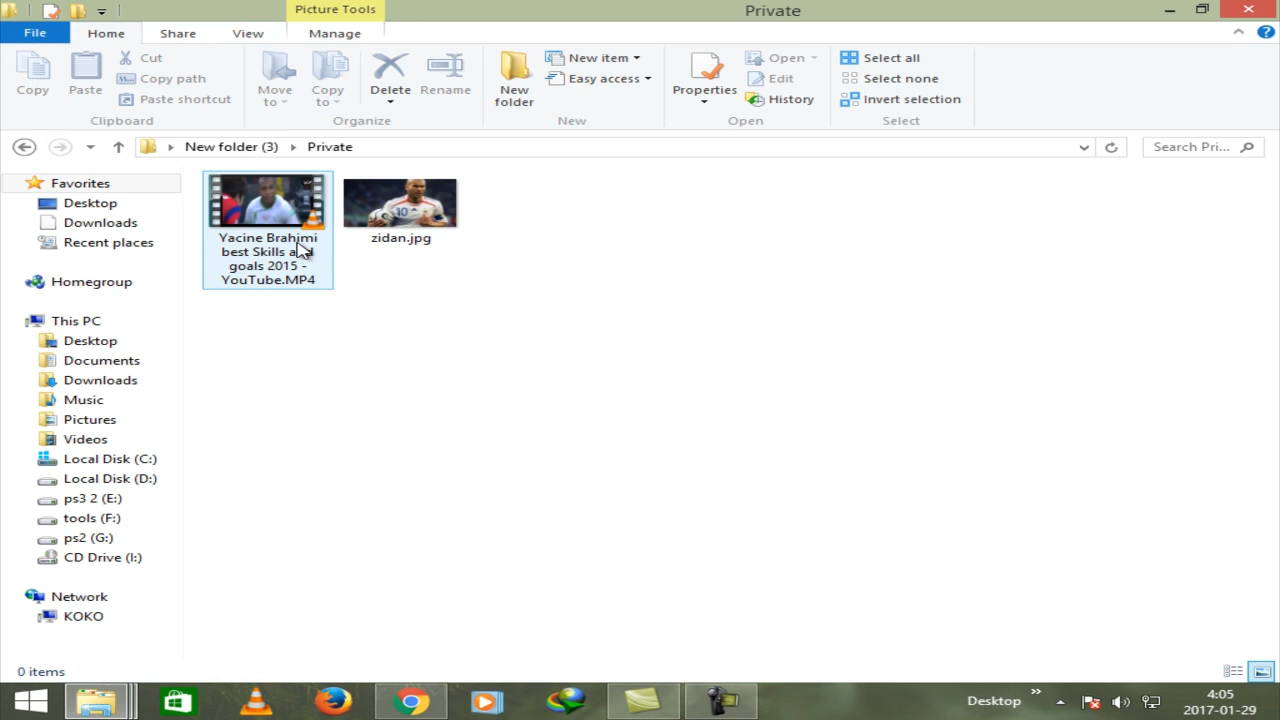 Picture Tools
Private
File
Home
Share
View
Manage
Copy
Paste
Cut
Copy path
Paste shortcut
Clipboard
Move to
Copy to
Delete
Rename
Organize
New folder
New item
Easy access
New
Properties
Open
Edit
History
Open
Select all
Select none
Invert selection
Select
New folder (3)
Private
Search Pri...
Favorites
Desktop
Downloads
Recent places
Homegroup
This PC
Desktop
Documents
Downloads
Music
Pictures
Videos
Local Disk (C:)
Local Disk (D:)
ps3 2 (E:)
tools (F:)
ps2 (G:)
CD Drive (I:)
Network
KOKO
Yacine Brahimi
best Skills and
goals 2015 -
YouTube.MP4
zidan.jpg
10
0 items
Desktop
4:05
2017-01-29